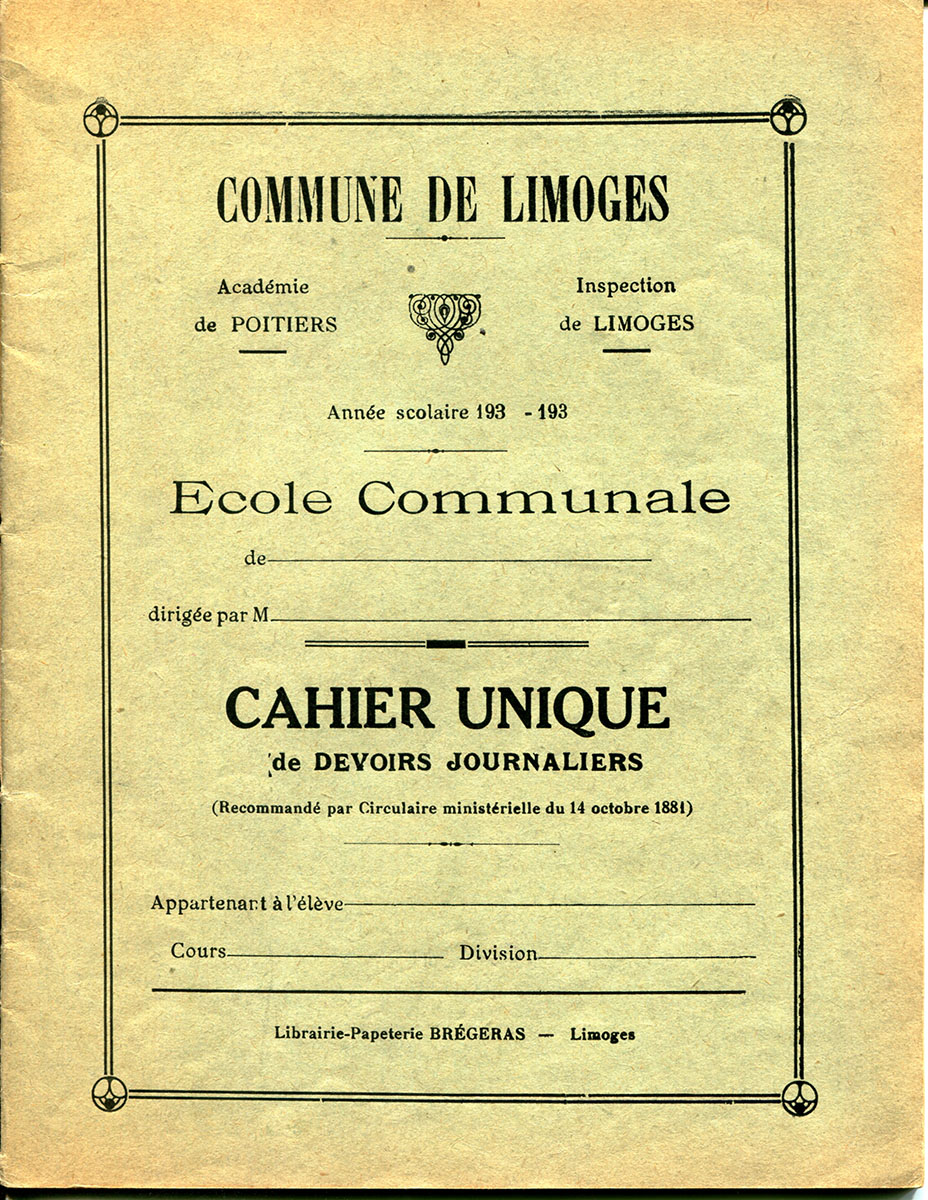 COMMUNE DE LIMOGES
Académie
de POITIERS
Inspection
de LIMOGES
Année scolaire 193 - 193
Ecole Communale
de
dirigée par M.
CAHIER UNIQUE
de DEVOIRS JOURNALIERS
(Recommandé par Circulaire ministérielle du 14 octobre 1881)
Appartenant à l'élève
Cours Division
Librairie-Papeterie BRÉGERAS — Limoges